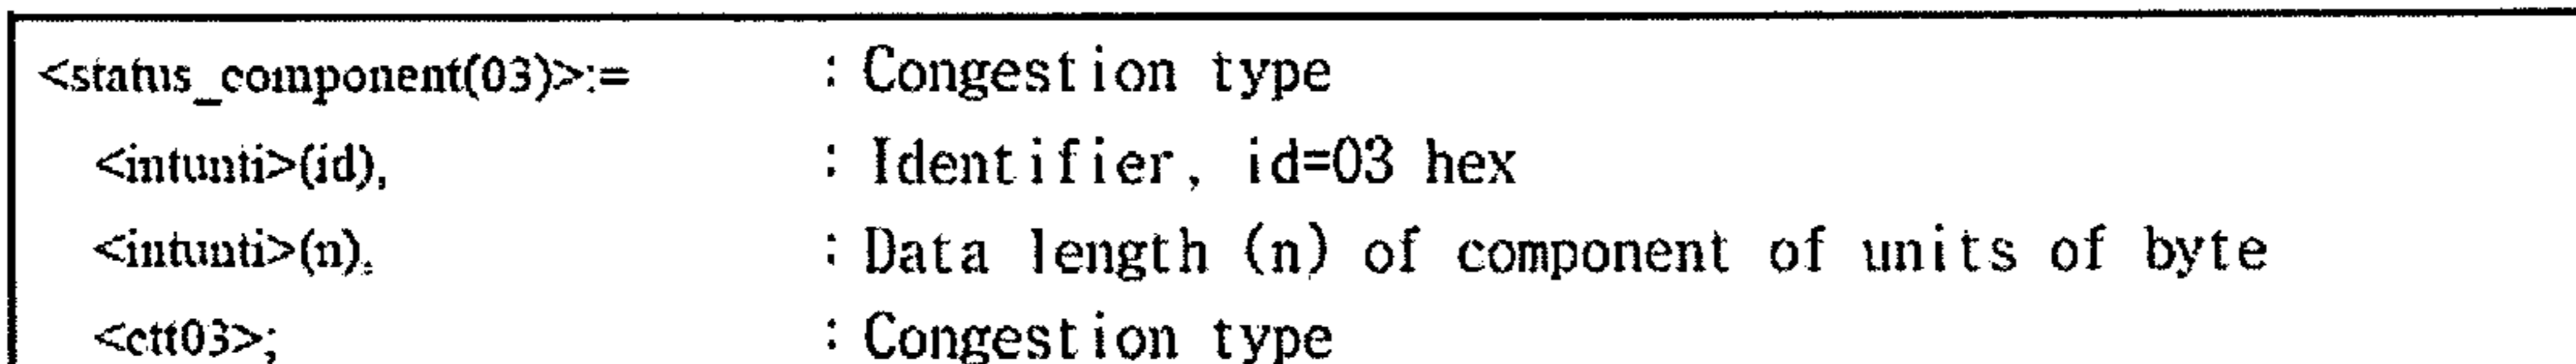 <status_component(03)>:= : Congestion type
<intunti>(id), : Identifier, id=03 hex
<intunti>(n), : Data length (n) of component of units of byte
<ctt03>; : Congestion type